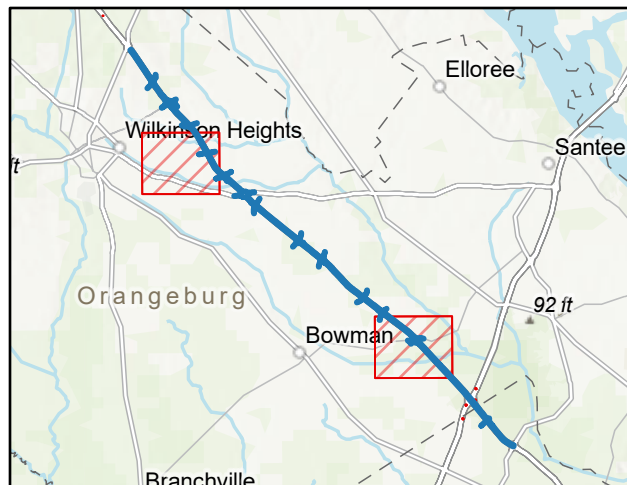 Elloree
Wilkinson Heights
Santee
ft
Orangeburg
92 ft
Bowman
Branchville